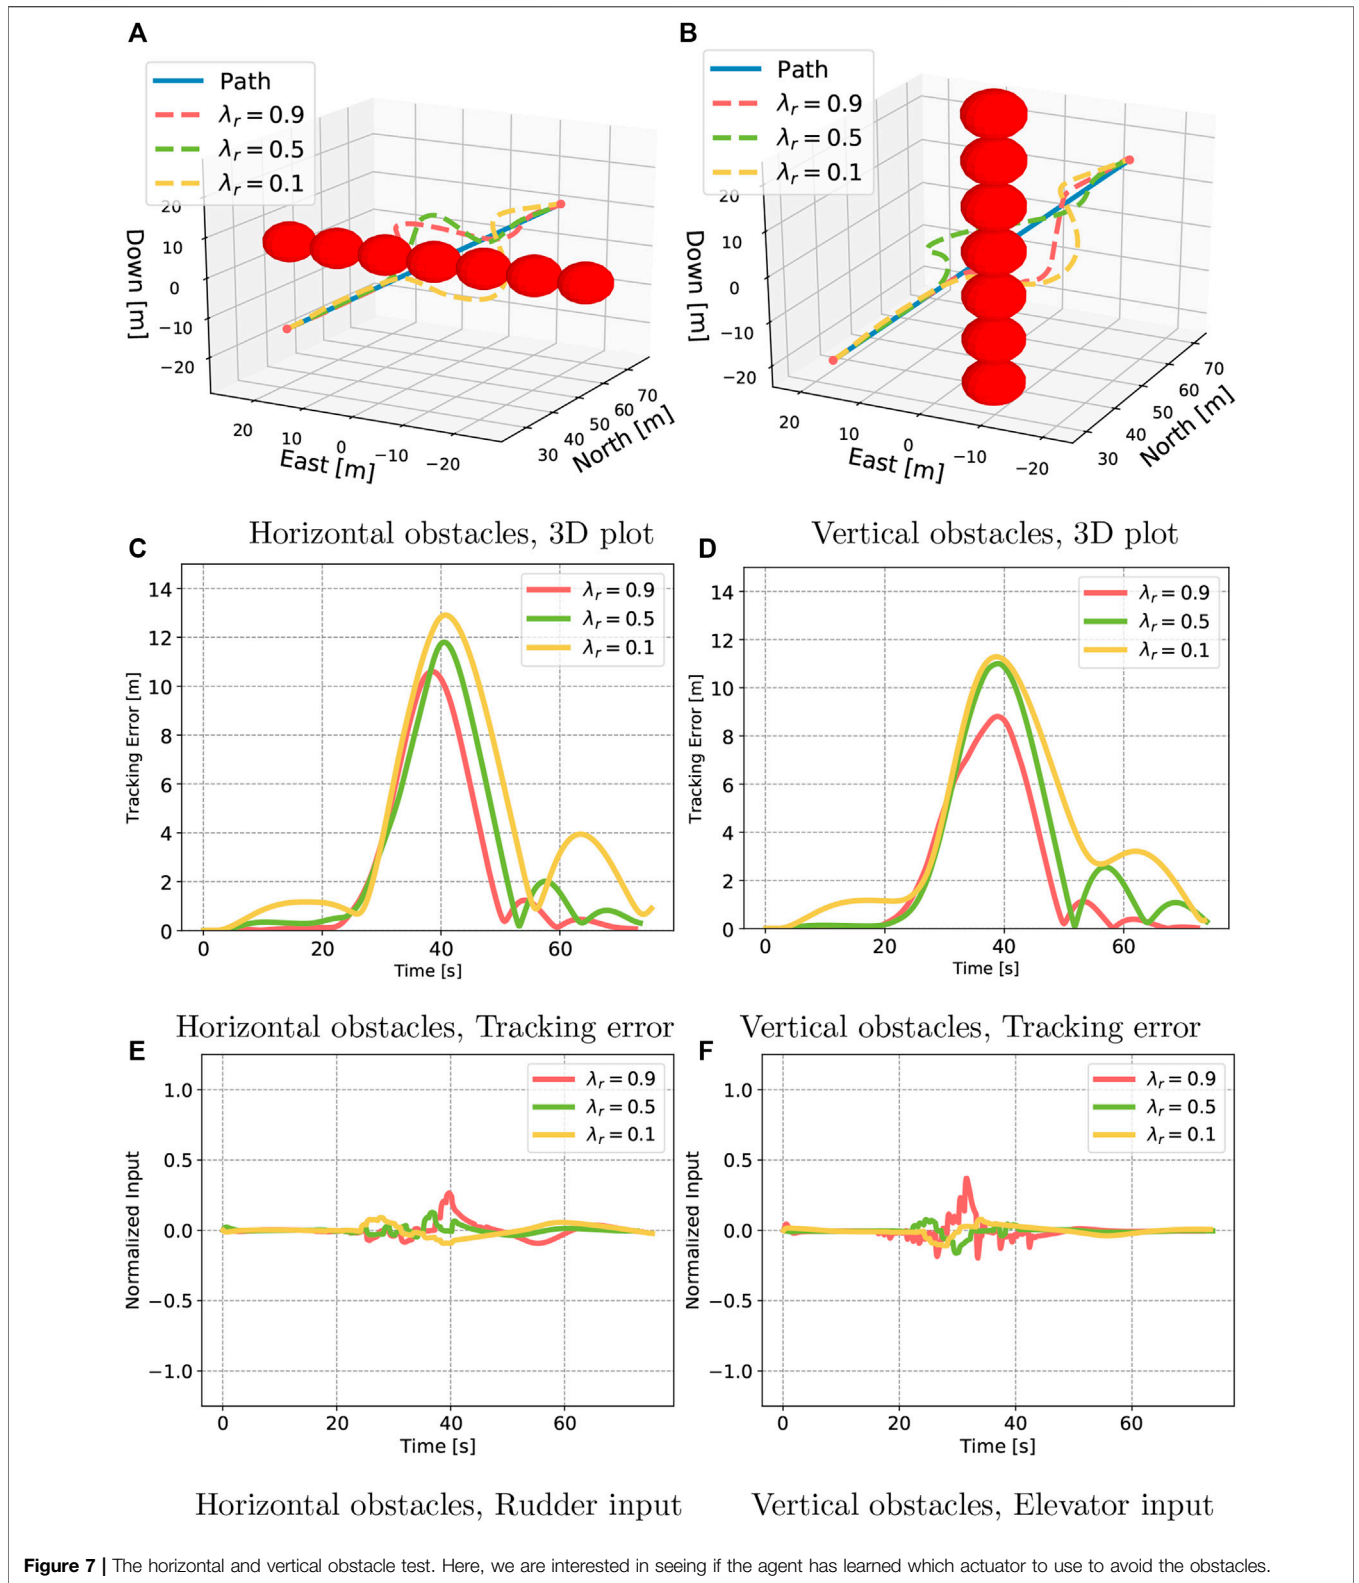 A
Path
λr = 0.9
λr = 0.5
λr = 0.1
20
10
0
−10
−20
Down [m]
20
10
0
−10
−20
East [m]
30
40
50
60
70
North [m]
Horizontal obstacles, 3D plot
B
Path
λr = 0.9
λr = 0.5
λr = 0.1
20
10
0
−10
−20
Down [m]
20
10
0
−10
−20
East [m]
30
40
50
60
70
North [m]
Vertical obstacles, 3D plot
C
14
12
10
8
6
4
2
0
Tracking Error [m]
λr = 0.9
λr = 0.5
λr = 0.1
0 20 40 60
Time [s]
Horizontal obstacles, Tracking error
D
14
12
10
8
6
4
2
0
Tracking Error [m]
λr = 0.9
λr = 0.5
λr = 0.1
0 20 40 60
Time [s]
Vertical obstacles, Tracking error
E
1.0
0.5
0.0
−0.5
−1.0
Normalized Input
λr = 0.9
λr = 0.5
λr = 0.1
0 20 40 60
Time [s]
Horizontal obstacles, Rudder input
F
1.0
0.5
0.0
−0.5
−1.0
Normalized Input
λr = 0.9
λr = 0.5
λr = 0.1
0 20 40 60
Time [s]
Vertical obstacles, Elevator input
Figure 7 | The horizontal and vertical obstacle test. Here, we are interested in seeing if the agent has learned which actuator to use to avoid the obstacles.